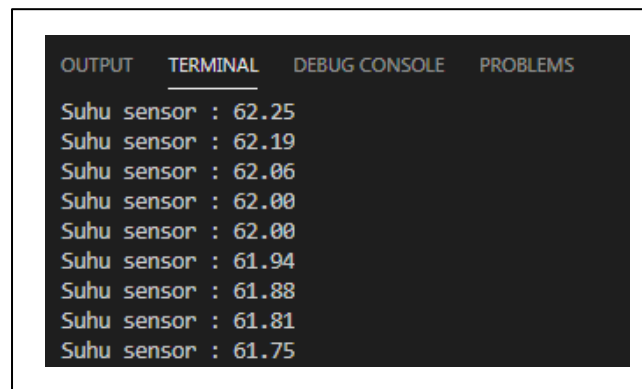 OUTPUT TERMINAL DEBUG CONSOLE PROBLEMS
Suhu sensor : 62.25
Suhu sensor : 62.19
Suhu sensor : 62.06
Suhu sensor : 62.00
Suhu sensor : 62.00
Suhu sensor : 61.94
Suhu sensor : 61.88
Suhu sensor : 61.81
Suhu sensor : 61.75